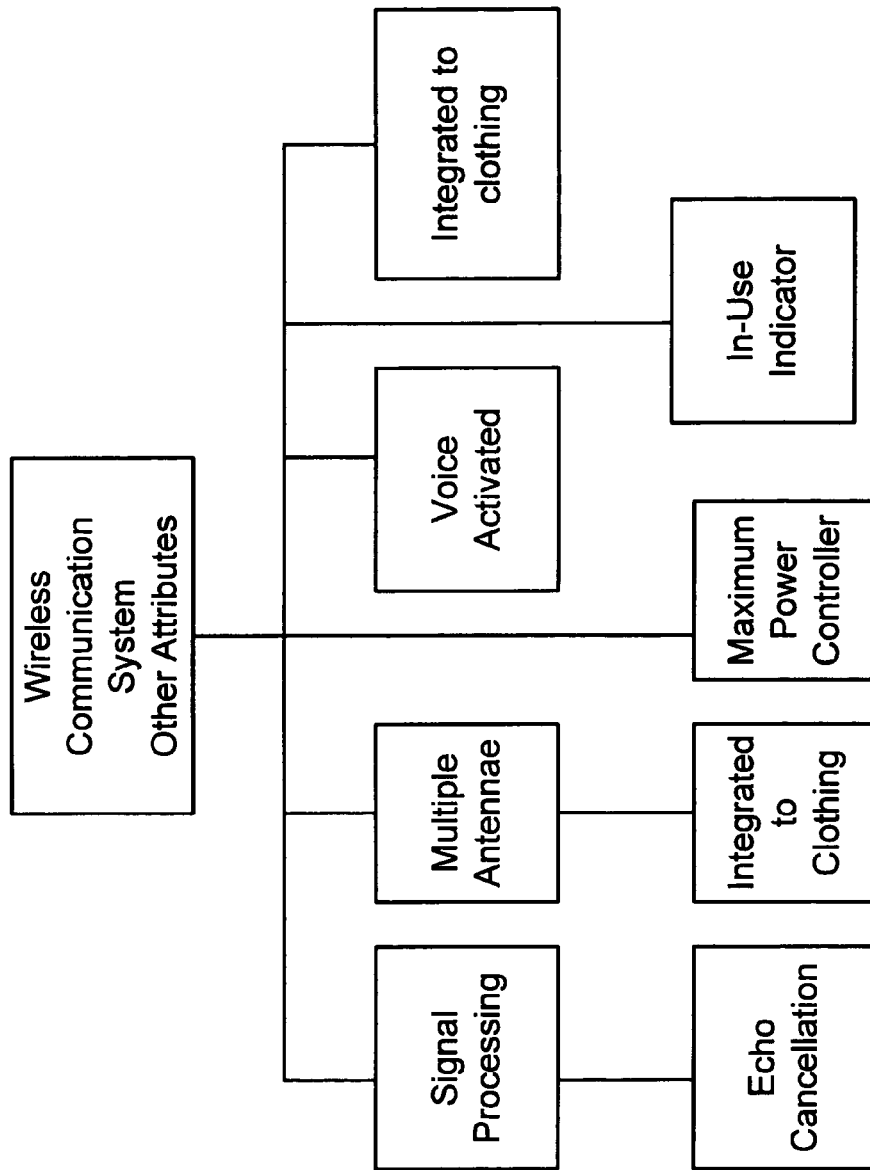 Wireless
Communication
System
Other Attributes
Signal
Processing
Multiple
Antennae
Voice
Activated
Integrated to
clothing
Echo
Cancellation
Integrated
to
Clothing
Maximum
Power
Controller
In-Use
Indicator